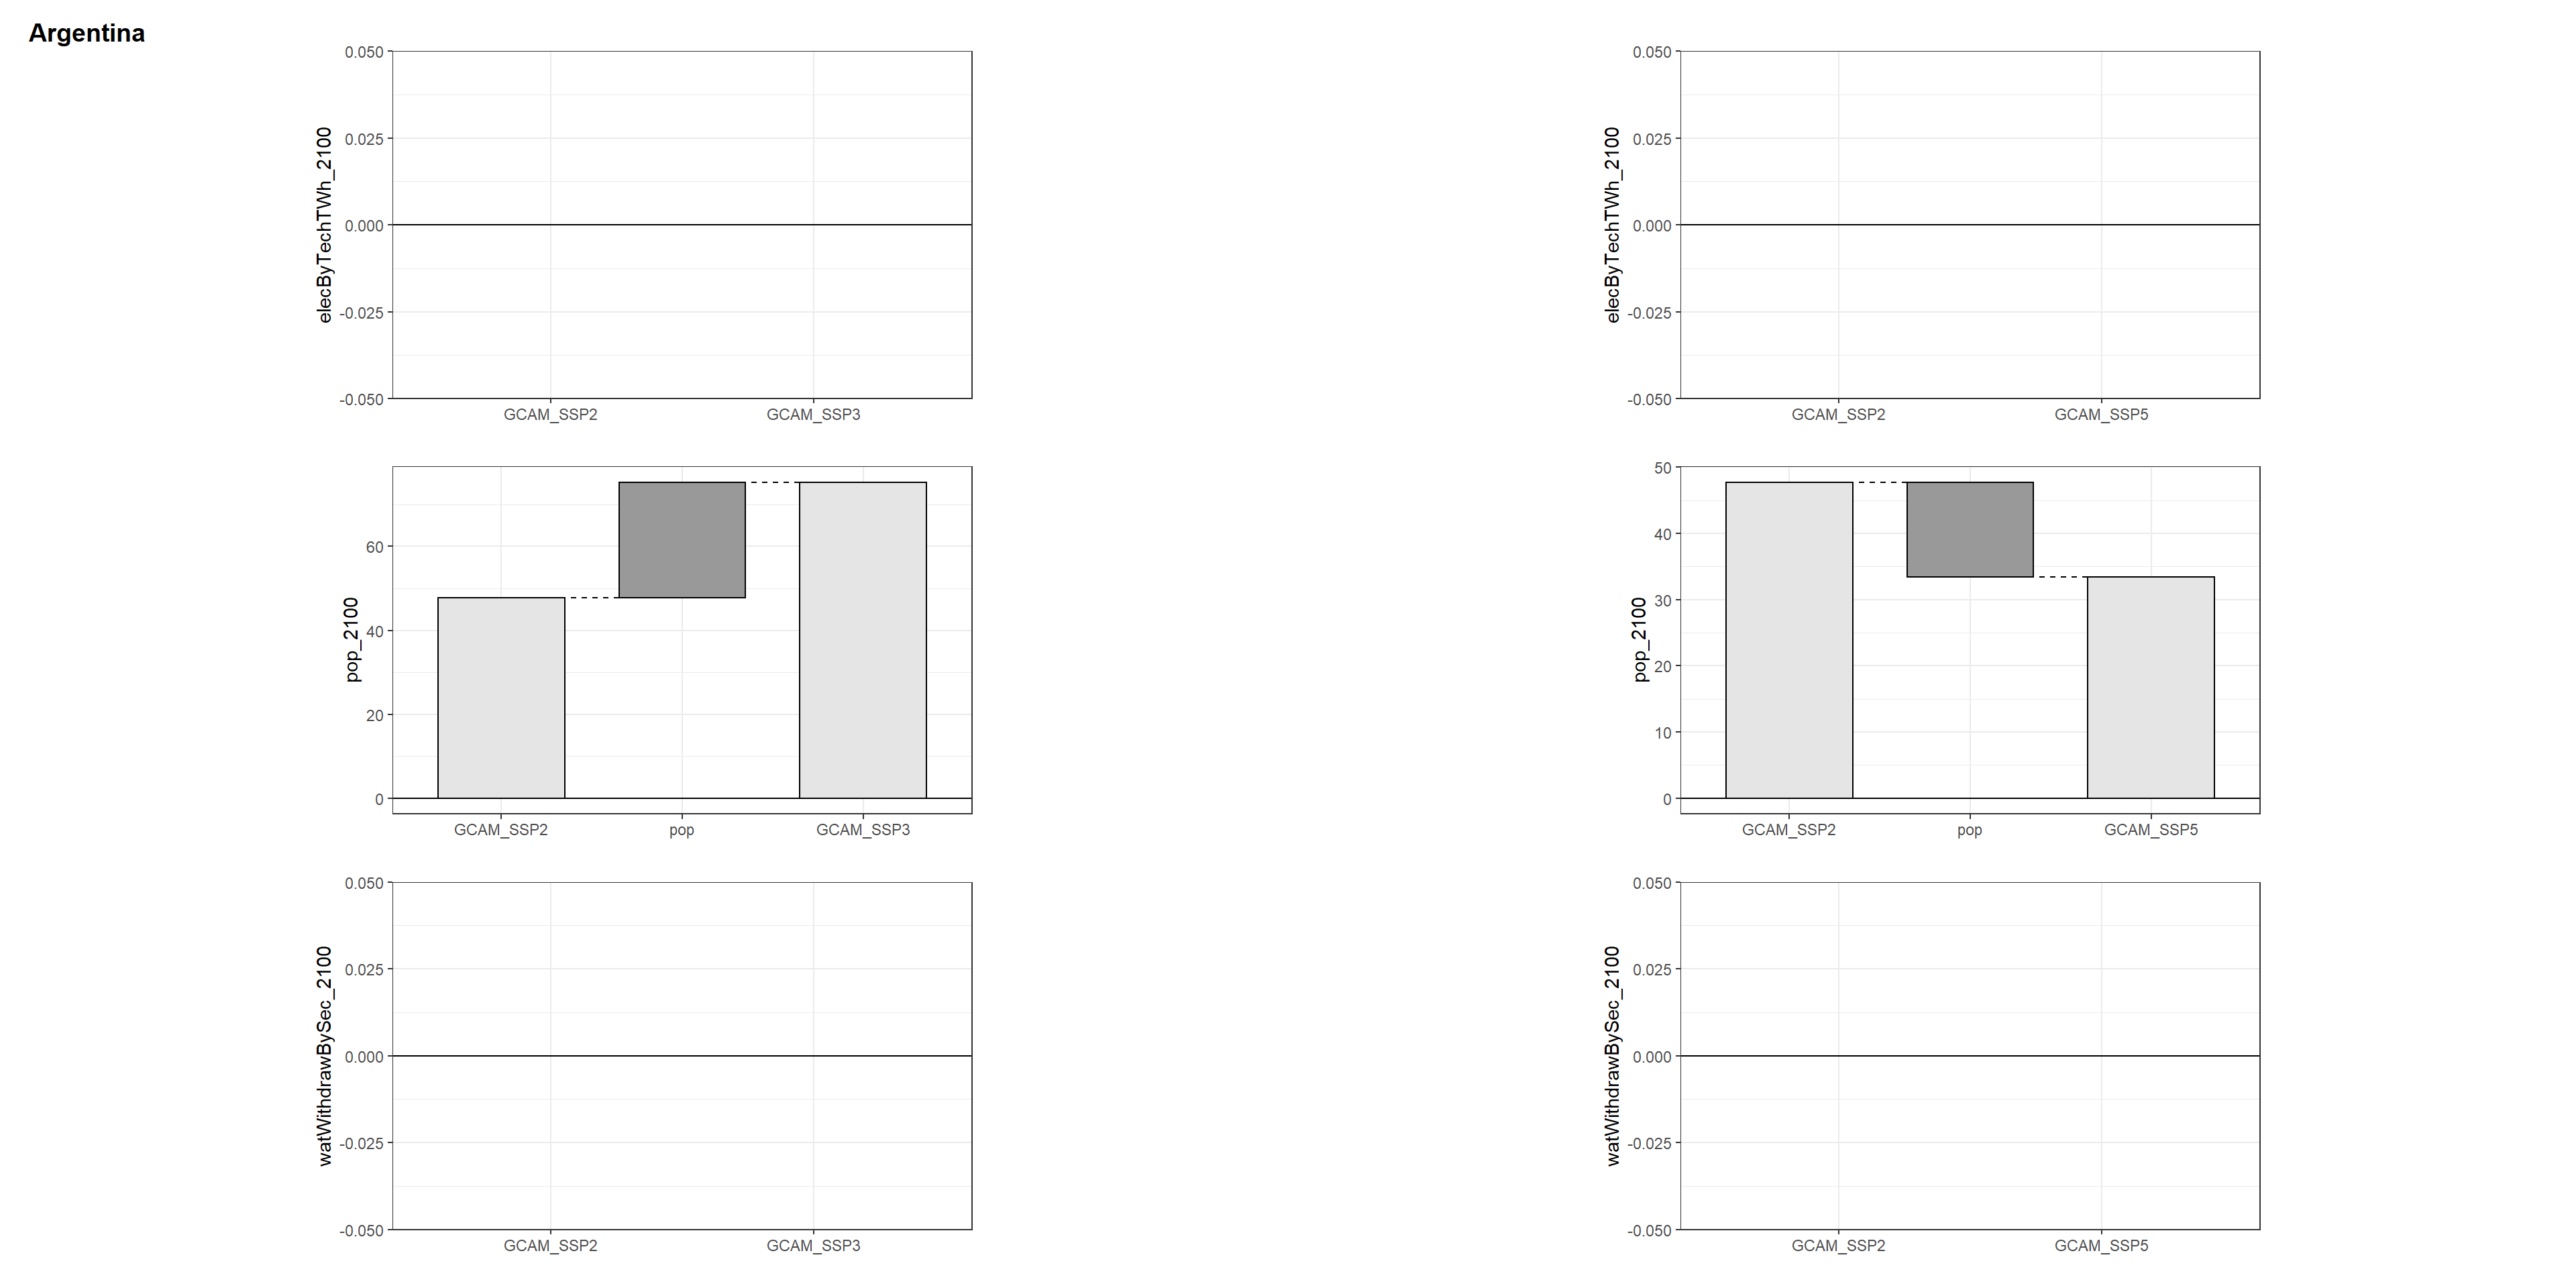 Argentina
elecByTechTWh_2100
0.050
0.025
0.000
-0.025
-0.050
GCAM_SSP2 GCAM_SSP3
elecByTechTWh_2100
0.050
0.025
0.000
-0.025
-0.050
GCAM_SSP2 GCAM_SSP5
pop_2100
60
40
20
0
GCAM_SSP2 pop GCAM_SSP3
pop_2100
50
40
30
20
10
0
GCAM_SSP2 pop GCAM_SSP5
watWithdrawBySec_2100
0.050
0.025
0.000
-0.025
-0.050
GCAM_SSP2 GCAM_SSP3
watWithdrawBySec_2100
0.050
0.025
0.000
-0.025
-0.050
GCAM_SSP2 GCAM_SSP5